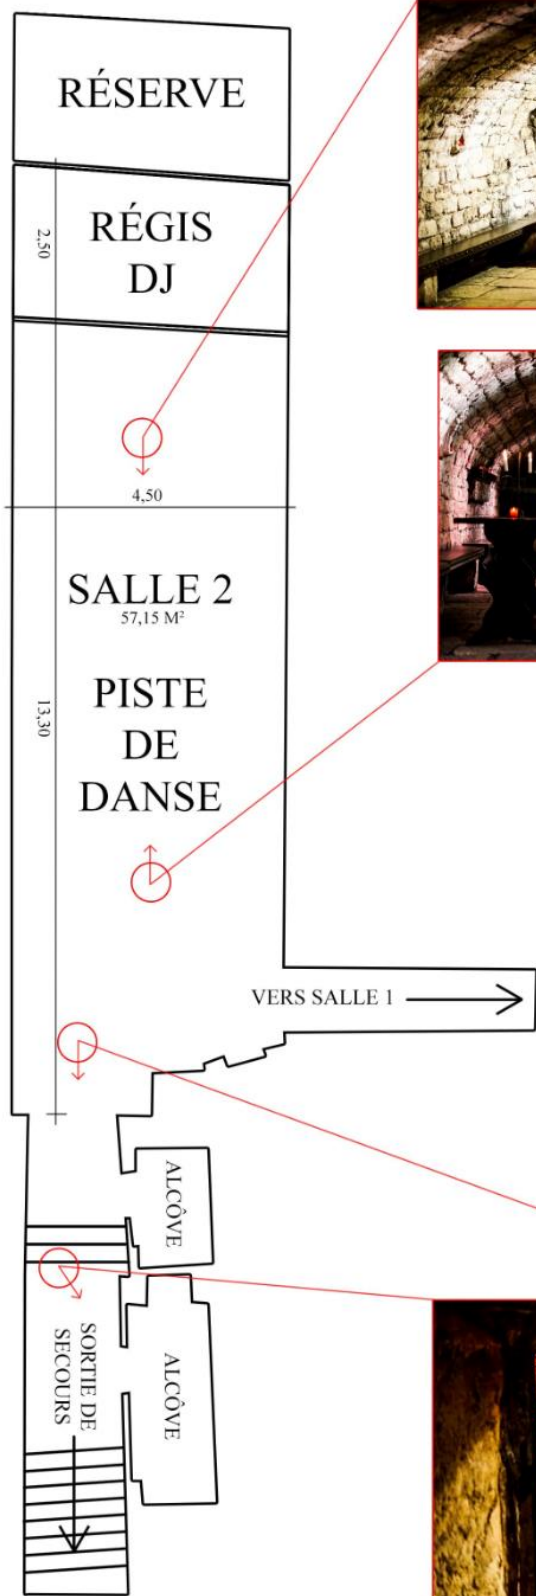 RÉSERVE
RÉGIS
DJ
2,50
4,50
SALLE 2
57,15 M²
PISTE
DE
DANSE
13,30
VERS SALLE 1
ALCÔVE
ALCÔVE
SORTIE DE
SECOURS